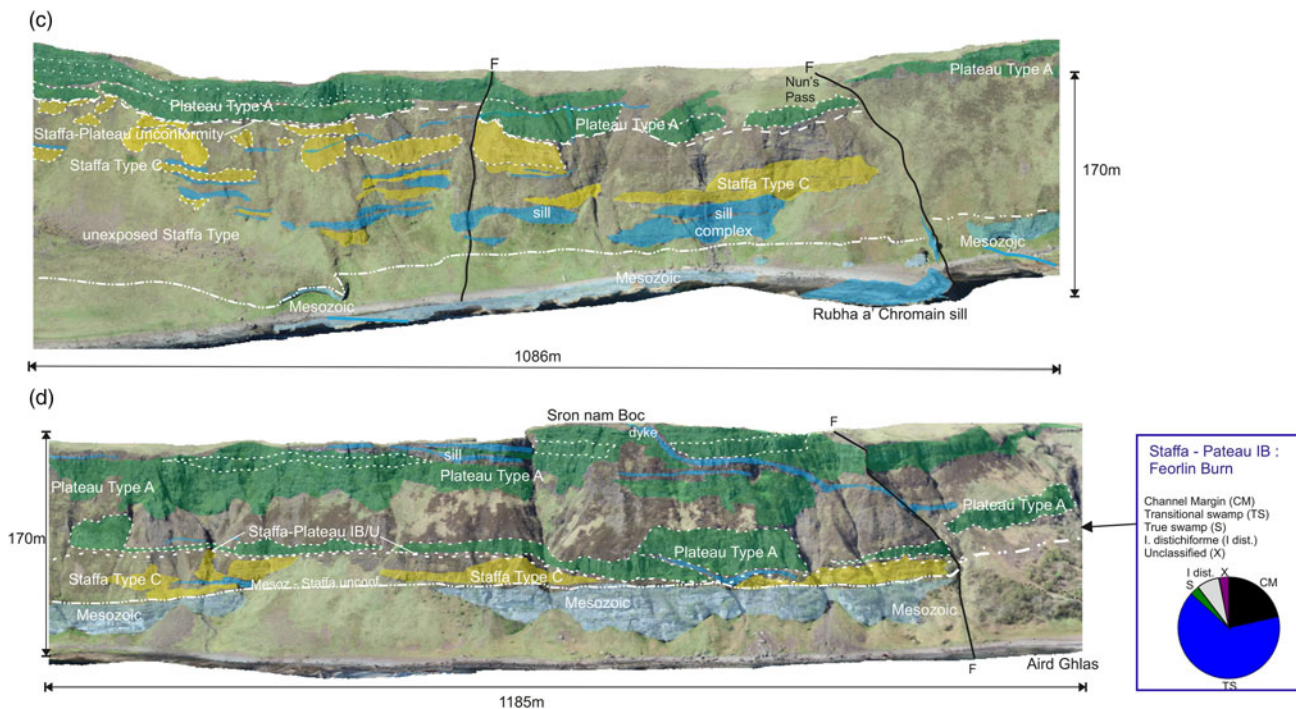 (c)
F
F
Nun's
Pass
Plateau Type A
Plateau Type A
Plateau Type A
Staffa-Plateau unconformity
Staffa Type C
Staffa Type C
170m
unexposed Staffa Type
sill
sill
complex
Mesozoic
Mesozoic
Mesozoic
Rubha a' Chromain sill
1086m
(d)
Sron nam Boc
dyke
F
sill
Plateau Type A
Plateau Type A
Plateau Type A
170m
Staffa-Plateau IB/U
Plateau Type A
Staffa Type C
Mesoz - Staffa unconf.
Staffa Type C
Mesozoic
Mesozoic
Mesozoic
F
Aird Ghlas
1185m
Staffa - Pateau IB :
Feorlin Burn
Channel Margin (CM)
Transitional swamp (TS)
True swamp (S)
I. distichiforme (I dist.)
Unclassified (X)
I dist.
X
S
CM
TS